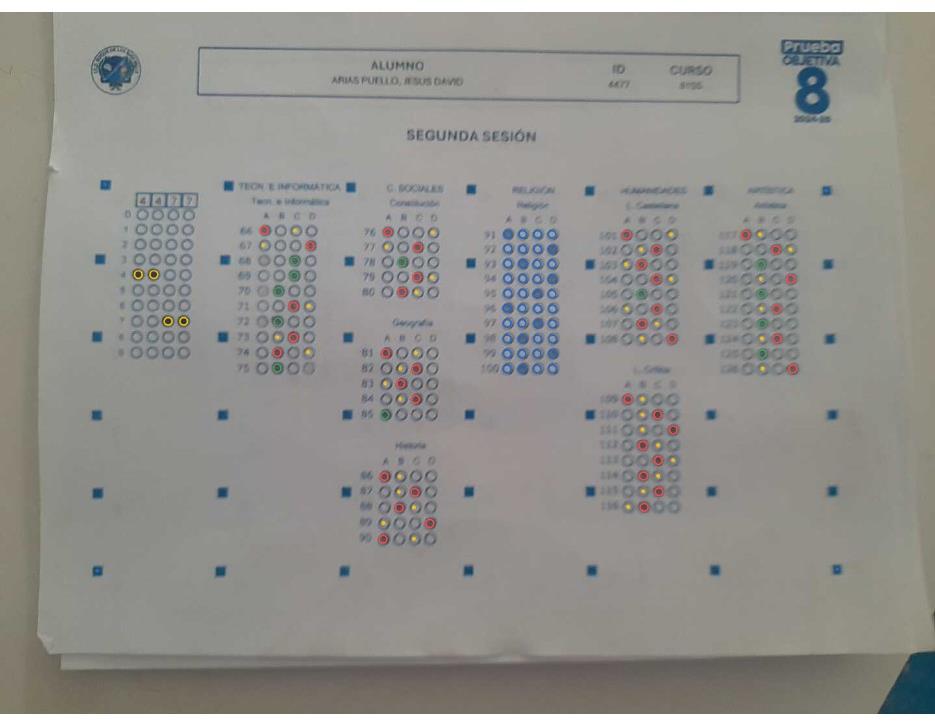 Prueba
OBJETIVA
8
2024-25
ALUMNO
ARIAS PUELLO, JESUS DAVID
ID
4477
CURSO
SEGUNDA SESIÓN
4 4 7 7
0
1
2
3
4
5
6
7
8
TECN. E INFORMÁTICA
Tecn. e Informática
A B C D
66
67
68
69
70
71
72
73
74
75
C. SOCIALES
Constitución
A B C D
76
77
78
79
80
Geografía
A B C D
81
82
83
84
85
Historia
A B C D
86
87
88
89
90
RELIGIÓN
Religión
A B C D
91
92
93
94
95
96
97
98
99
100
HUMANIDADES
L. Castellana
A B C D
101
102
103
104
105
106
107
108
L. Crítica
A B C D
109
110
111
112
113
114
115
116
ARTÍSTICA
Artística
A B C D
117
118
119
120
121
122
123
124
125
126